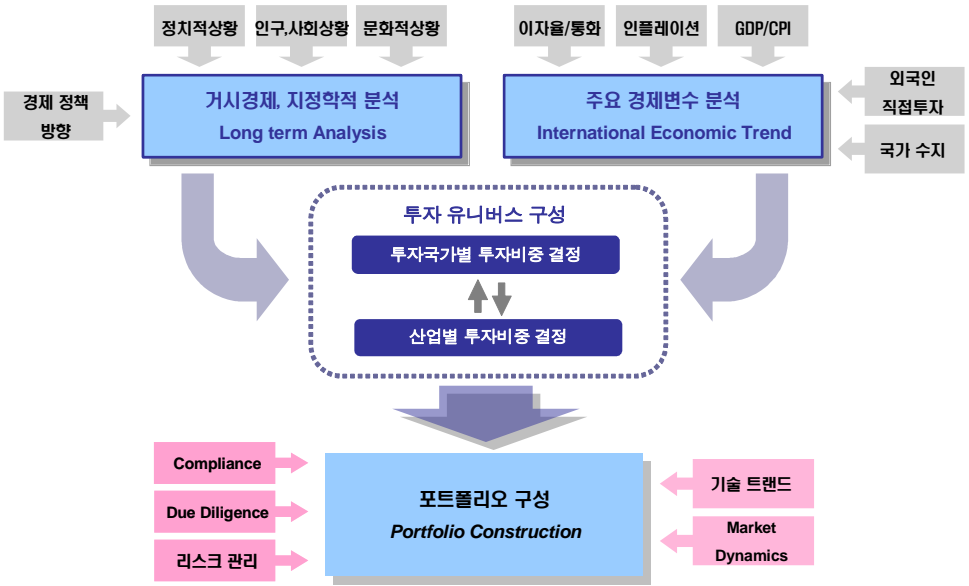 정치적상황
인구,사회상황
문화적상황
이자율/통화
인플레이션
GDP/CPI
경제 정책
방향
거시경제, 지정학적 분석
Long term Analysis
주요 경제변수 분석
International Economic Trend
외국인
직접투자
국가 수지
투자 유니버스 구성
투자국가별 투자비중 결정
산업별 투자비중 결정
Compliance
Due Diligence
리스크 관리
포트폴리오 구성
Portfolio Construction
기술 트랜드
Market
Dynamics